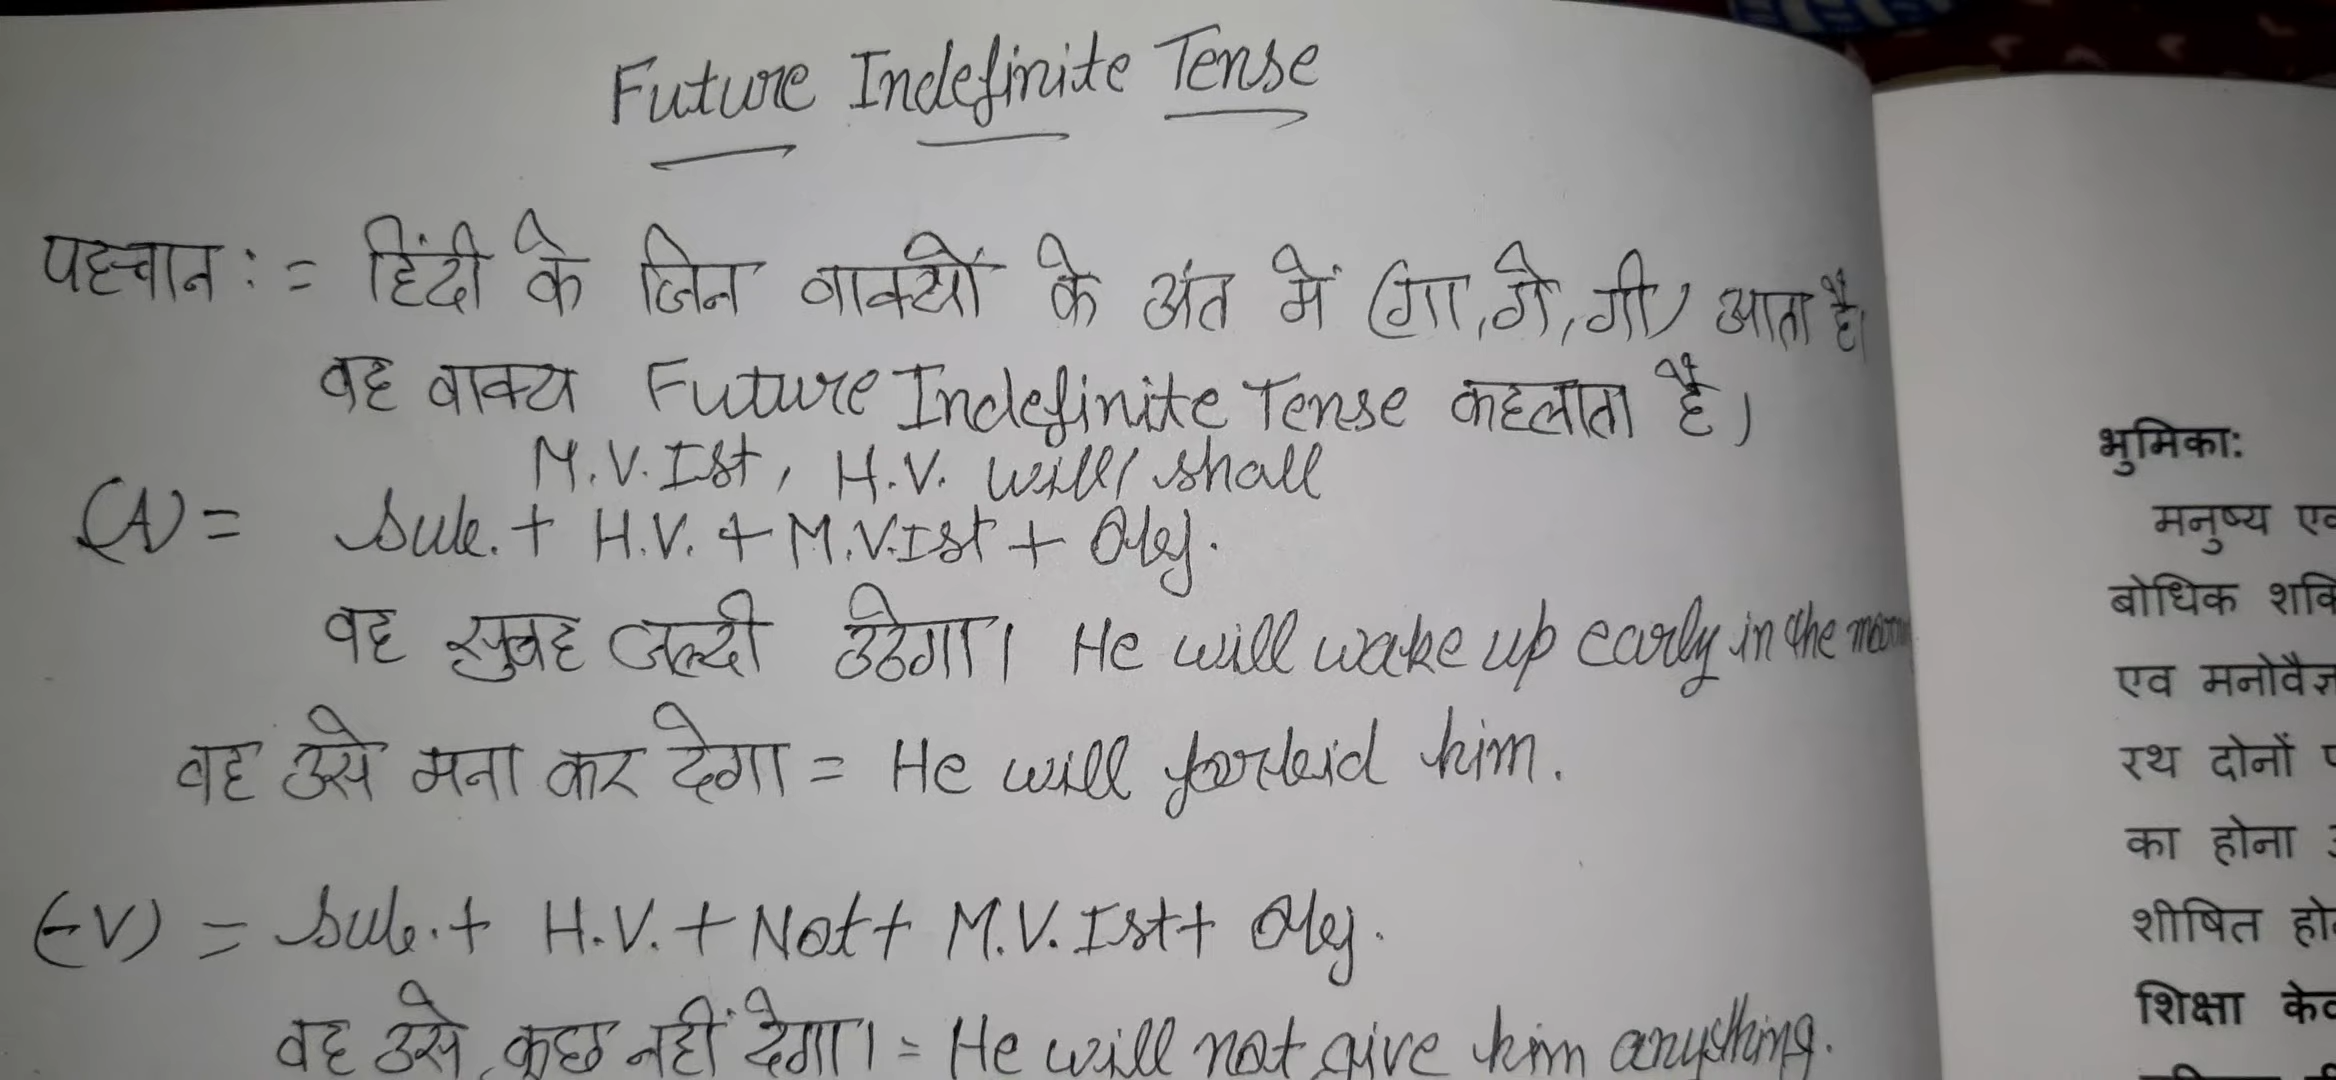 Future Indefinite Tense
पहचान : = हिंदी के जिन वाक्यों के अंत में (गा, गे, गी) आता है।
वह वाक्य Future Indefinite Tense कहलाता है।
M.V. Ist, H.V. will/ shall
(A) = Sub. + H.V. + M.V.Ist + Obj.
वह सुबह जल्दी उठेगा। He will wake up early in the
वह उसे मना कर देगा = He will forbid him.
(-V) = Sub. + H.V. + Not + M.V. Ist + Obj.
वह उसे कुछ नहीं देगा। = He will not give him anything.
भुमिका:
मनुष्य
बोधिक
एव
रथ दोनों
का होना
शीषित
शिक्षा